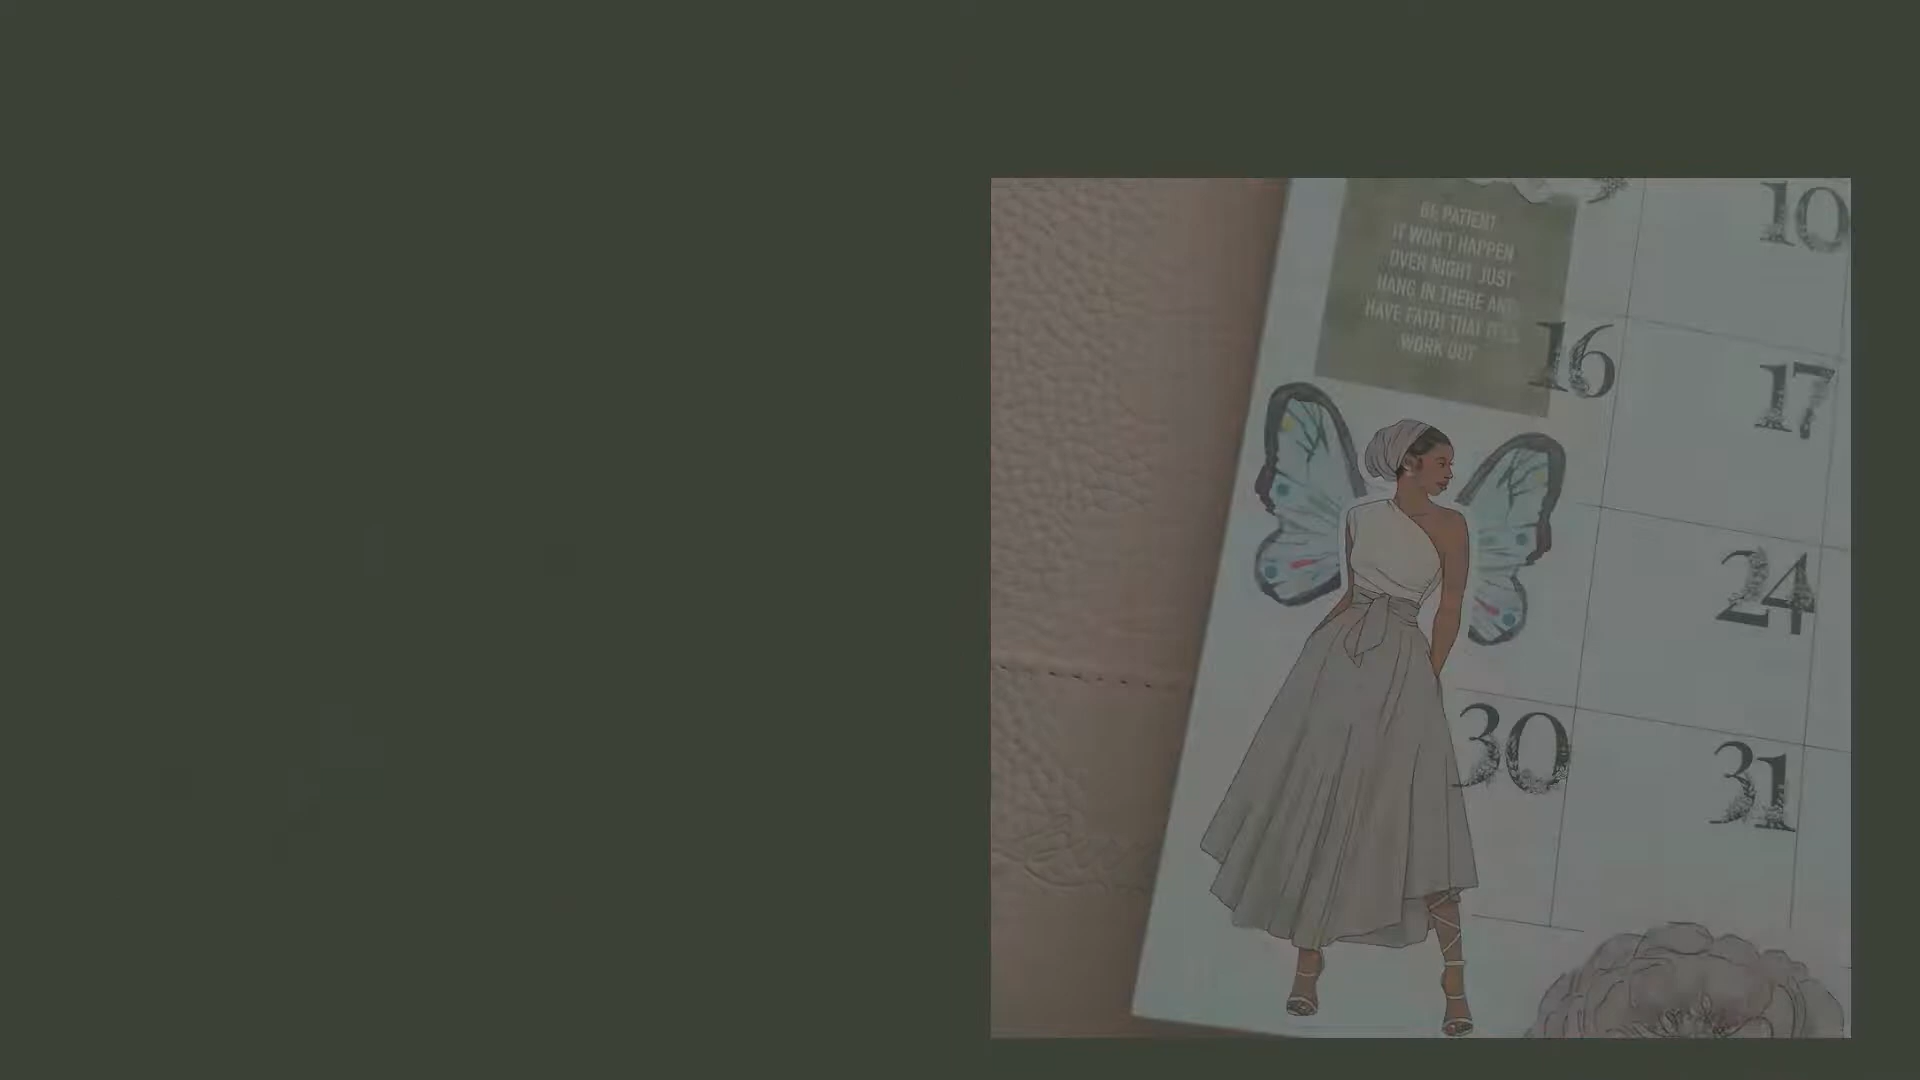 BE PATIENT
IT WON'T HAPPEN
OVER NIGHT JUST
HANG IN THERE AND
HAVE FAITH THAT IT'LL
WORK OUT
10
16
17
24
30
31